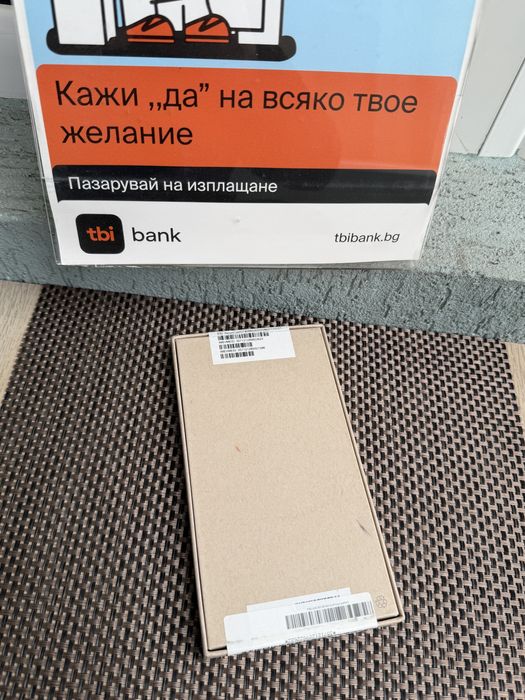 Кажи ,,да” на всяко твое
желание
Пазарувай на изплащане
tbi bank
tbibank.bg